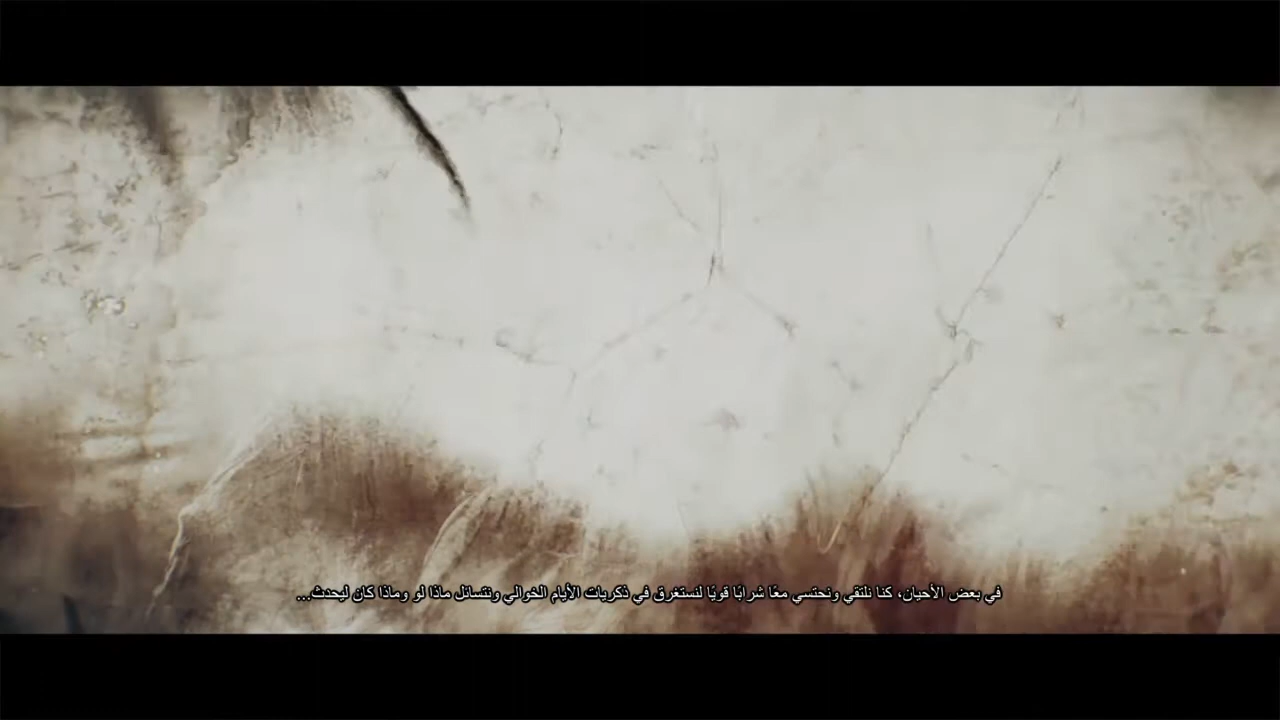 في بعض الأحيان، كنا نلتقي ونحتسي معًا شرابًا قويًا لنستغرق في ذكريات الأيام الخوالي ونتسائل ماذا لو وماذا كان ليحدث...